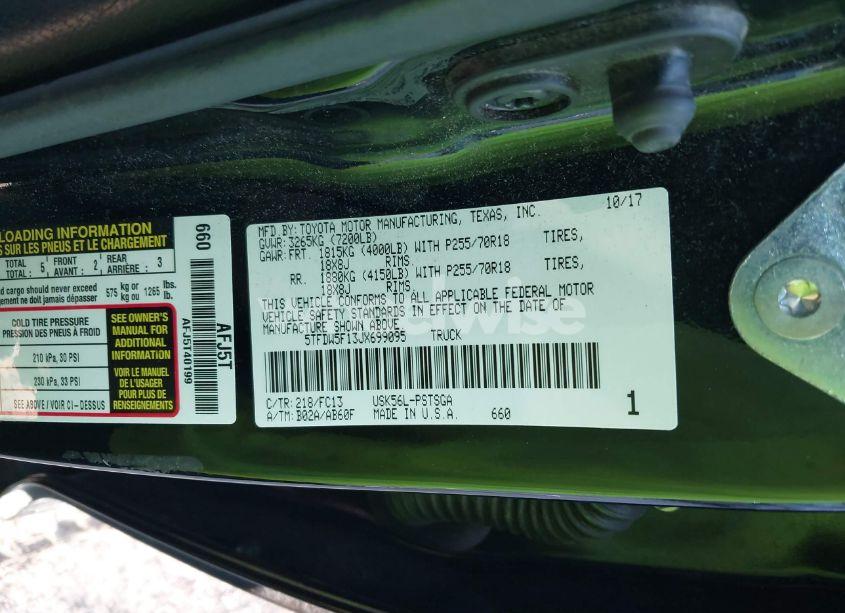 LOADING INFORMATION
SUR LES PNEUS ET LE CHARGEMENT
TOTAL : 5 FRONT 2 REAR 3
TOTAL : AVANT : ARRIÈRE :
cargo should never exceed 575 kg or 1265 lbs.
ne doit jamais dépasser kg ou lb.
COLD TIRE PRESSURE
PRESSION DES PNEUS À FROID
210 kPa, 30 PSI
230 kPa, 33 PSI
SEE ABOVE / VOIR CI-DESSUS
SEE OWNER'S
MANUAL FOR
ADDITIONAL
INFORMATION
VOIR LE MANUEL
DE L'USAGER
POUR PLUS DE
RENSEIGNEMENTS
660
AFJ5T40199
AFJ5T
MFD.BY: TOYOTA MOTOR MANUFACTURING, TEXAS, INC. 10/17
GVWR: 3265KG (7200LB)
GAWR: FRT. 1815KG (4000LB) WITH P255/70R18 TIRES,
18X8J RIMS
RR. 1880KG (4150LB) WITH P255/70R18 TIRES,
18X8J RIMS
THIS VEHICLE CONFORMS TO ALL APPLICABLE FEDERAL MOTOR
VEHICLE SAFETY STANDARDS IN EFFECT ON THE DATE OF
MANUFACTURE SHOWN ABOVE.
5TFDW5F13JX699095 TRUCK
C/TR: 218/FC13 USK56L-PSTSGA
A/TM: B02A/AB60F MADE IN U.S.A. 660 1